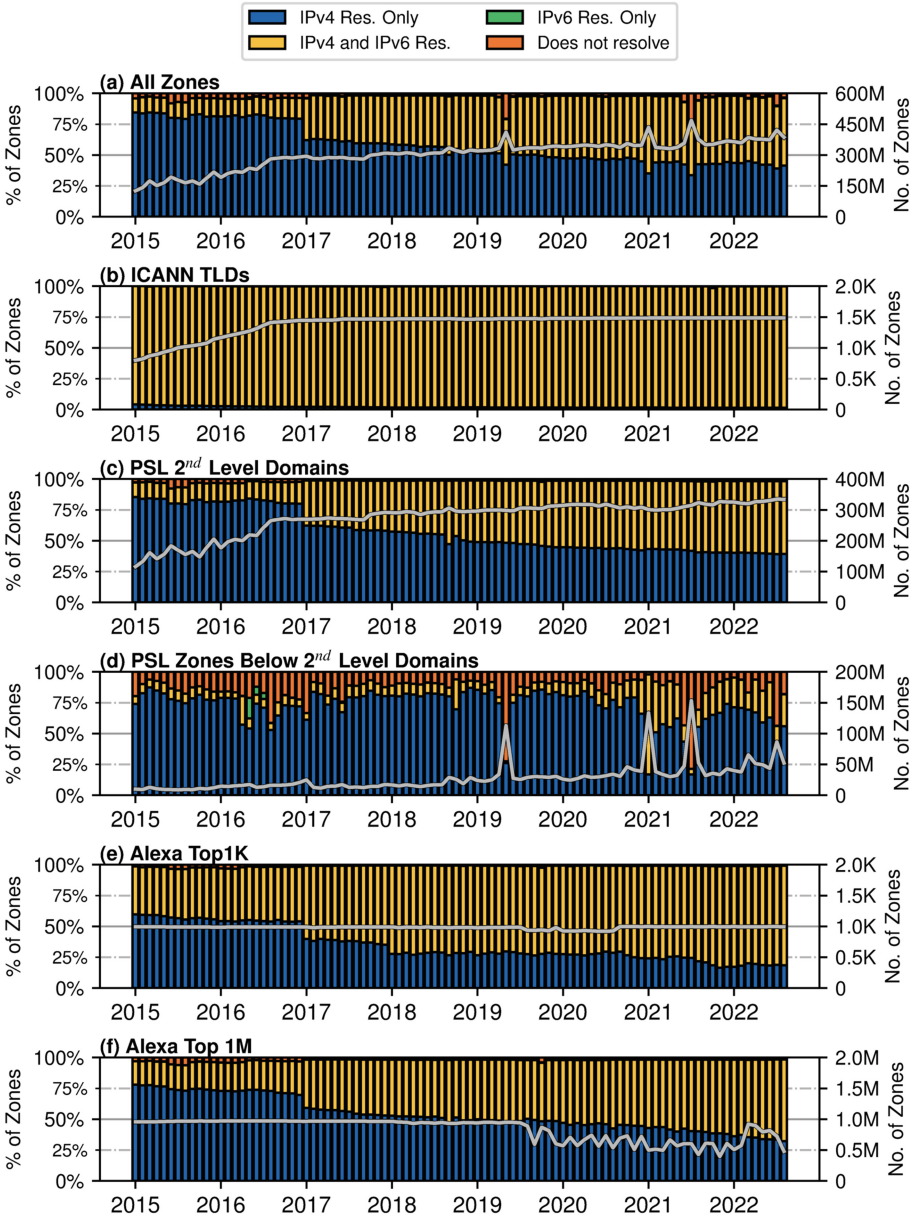 IPv4 Res. Only
IPv6 Res. Only
IPv4 and IPv6 Res.
Does not resolve
(a) All Zones
100%
75%
50%
25%
0%
% of Zones
600M
450M
300M
150M
0
No. of Zones
2015 2016 2017 2018 2019 2020 2021 2022
(b) ICANN TLDs
100%
75%
50%
25%
0%
% of Zones
2.0K
1.5K
1.0K
0.5K
0
No. of Zones
2015 2016 2017 2018 2019 2020 2021 2022
(c) PSL 2nd Level Domains
100%
75%
50%
25%
0%
% of Zones
400M
300M
200M
100M
0
No. of Zones
2015 2016 2017 2018 2019 2020 2021 2022
(d) PSL Zones Below 2nd Level Domains
100%
75%
50%
25%
0%
% of Zones
200M
150M
100M
50M
0
No. of Zones
2015 2016 2017 2018 2019 2020 2021 2022
(e) Alexa Top1K
100%
75%
50%
25%
0%
% of Zones
2.0K
1.5K
1.0K
0.5K
0
No. of Zones
2015 2016 2017 2018 2019 2020 2021 2022
(f) Alexa Top 1M
100%
75%
50%
25%
0%
% of Zones
2.0M
1.5M
1.0M
0.5M
0
No. of Zones
2015 2016 2017 2018 2019 2020 2021 2022